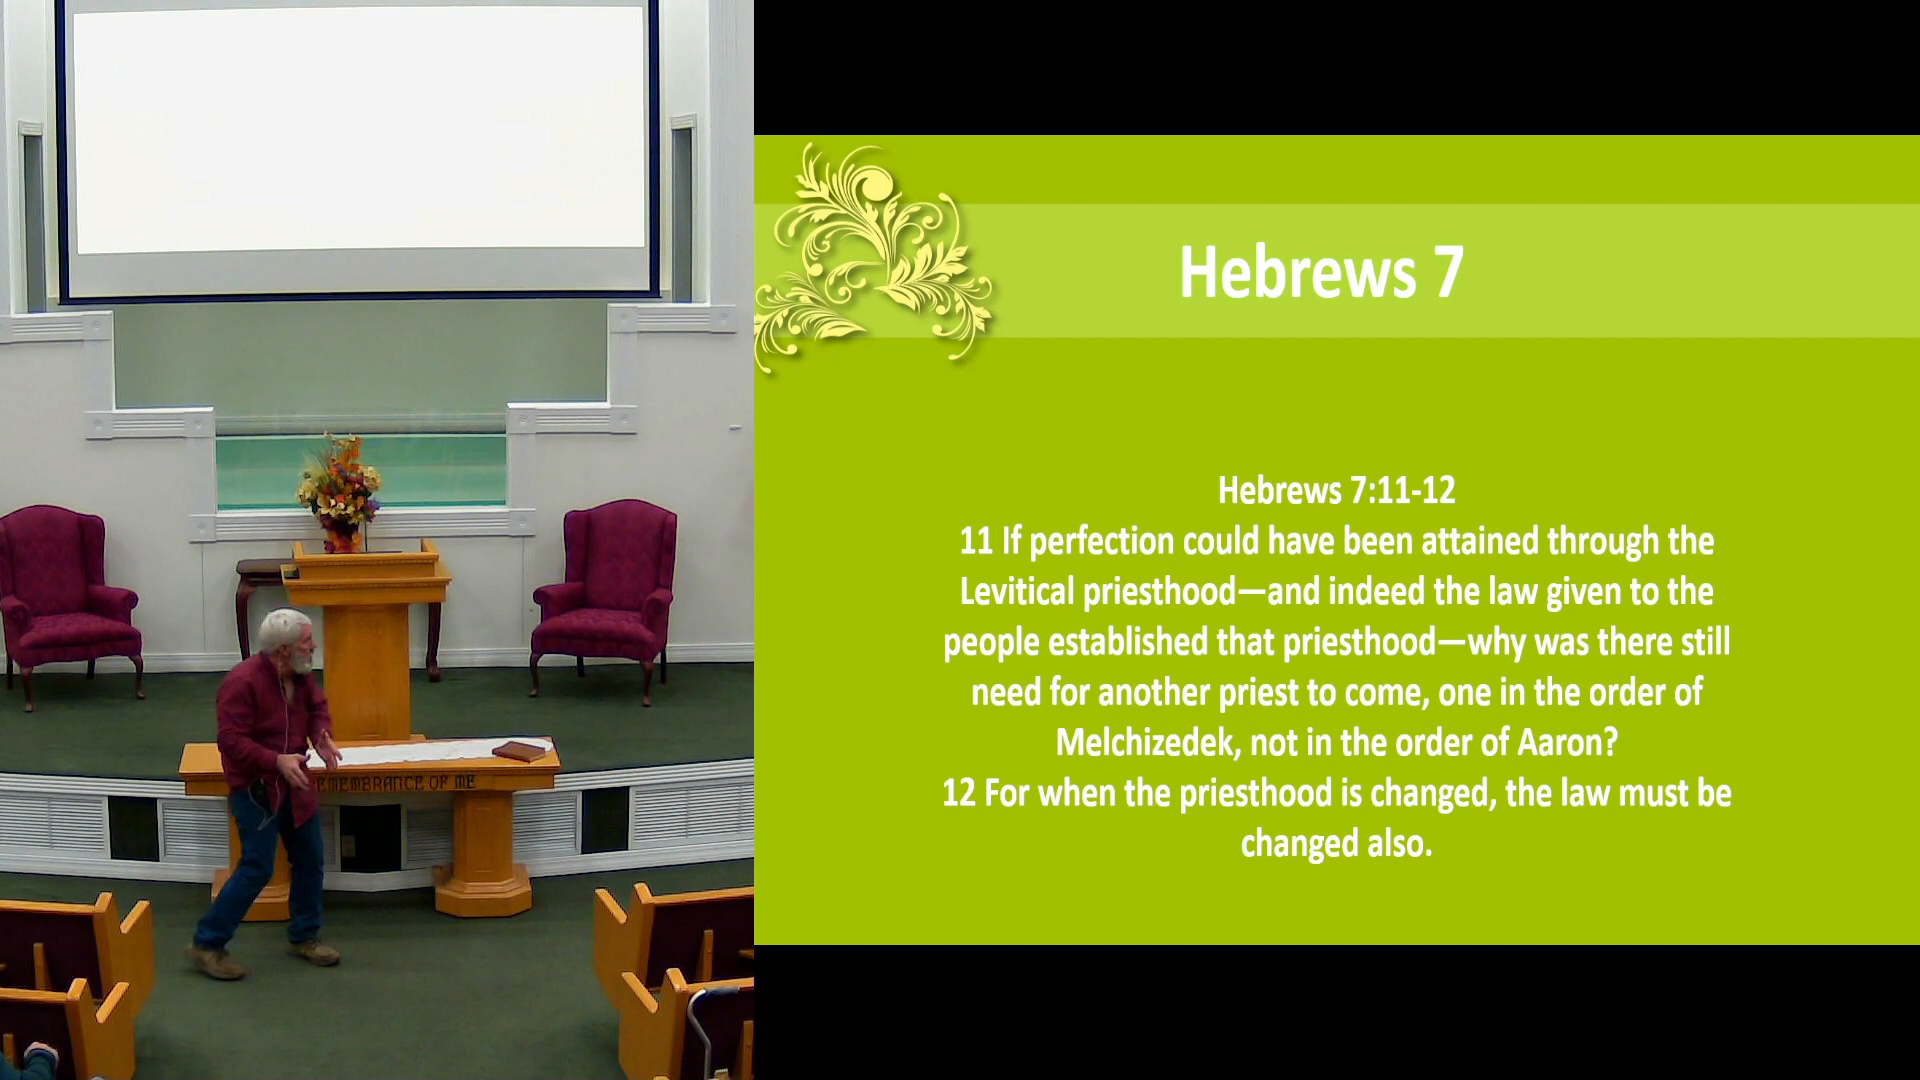 EMEMBRANCE OF ME
Hebrews 7
Hebrews 7:11-12
11 If perfection could have been attained through the
Levitical priesthood—and indeed the law given to the
people established that priesthood—why was there still
need for another priest to come, one in the order of
Melchizedek, not in the order of Aaron?
12 For when the priesthood is changed, the law must be
changed also.